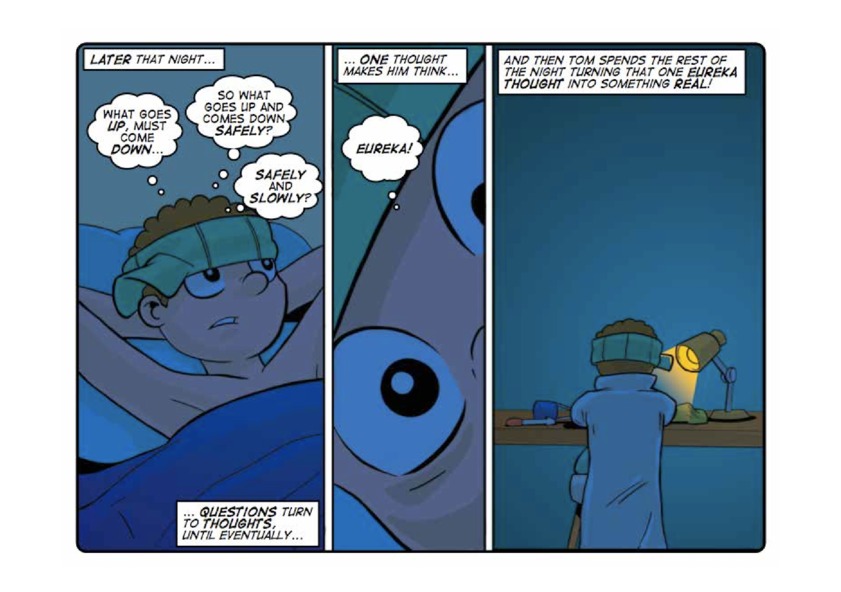 LATER THAT NIGHT...
WHAT GOES
UP, MUST
COME
DOWN...
SO WHAT
GOES UP AND
COMES DOWN
SAFELY?
SAFELY
AND
SLOWLY?
... QUESTIONS TURN
TO THOUGHTS,
UNTIL EVENTUALLY...
... ONE THOUGHT
MAKES HIM THINK...
EUREKA!
AND THEN TOM SPENDS THE REST OF
THE NIGHT TURNING THAT ONE EUREKA
THOUGHT INTO SOMETHING REAL!